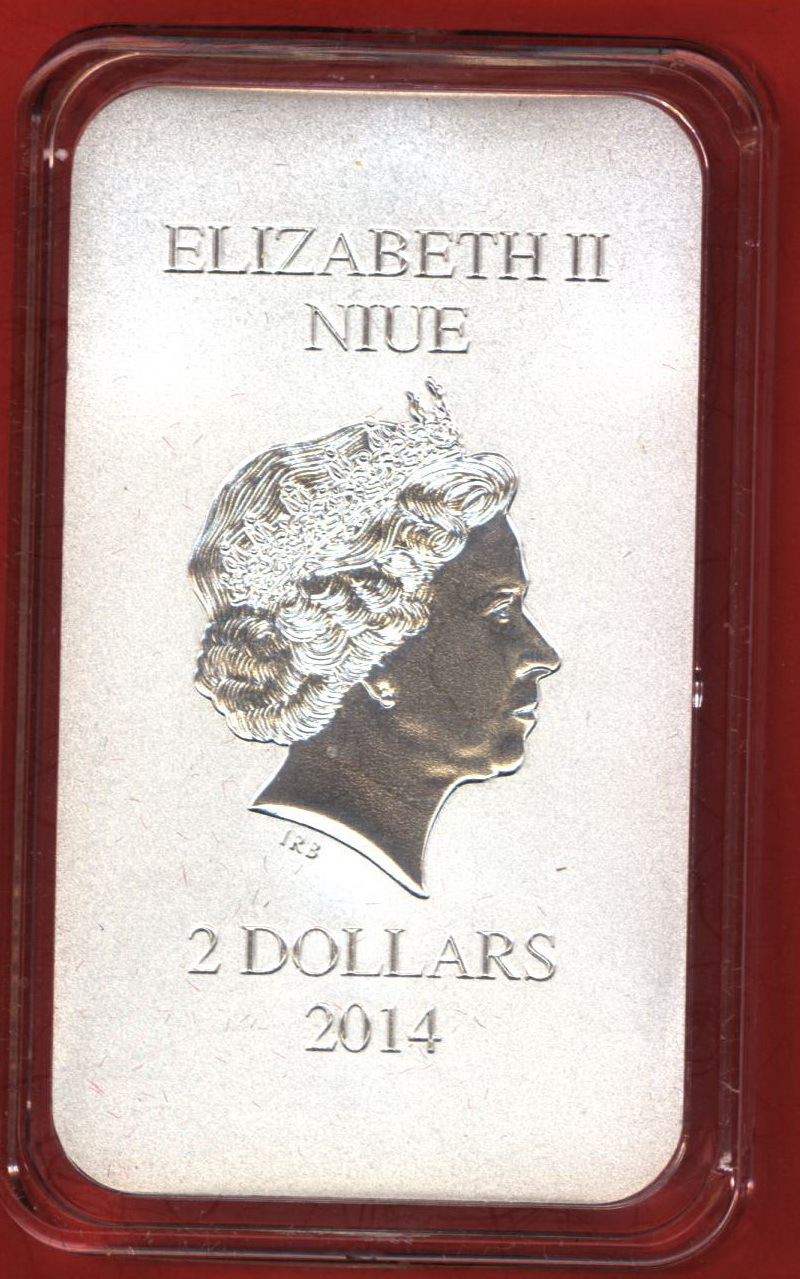 ELIZABETH II
NIUE
IRB
2 DOLLARS
2014